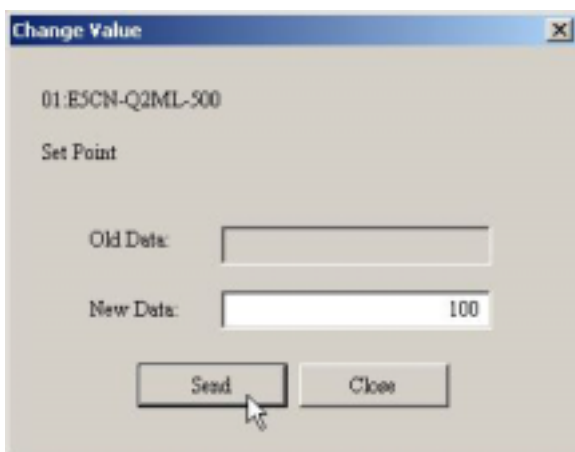 Change Value
01:E5CN-Q2ML-500
Set Point
Old Data:
New Data: 100
Send Close